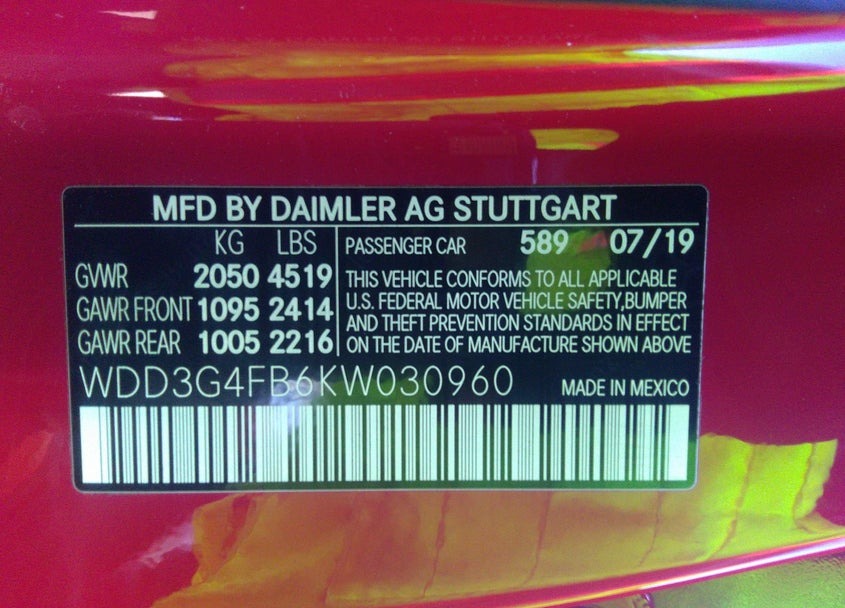 MFD BY DAIMLER AG STUTTGART
KG LBS
GVWR 2050 4519
GAWR FRONT 1095 2414
GAWR REAR 1005 2216
PASSENGER CAR 589 07/19
THIS VEHICLE CONFORMS TO ALL APPLICABLE
U.S. FEDERAL MOTOR VEHICLE SAFETY,BUMPER
AND THEFT PREVENTION STANDARDS IN EFFECT
ON THE DATE OF MANUFACTURE SHOWN ABOVE
WDD3G4FB6KW030960 MADE IN MEXICO